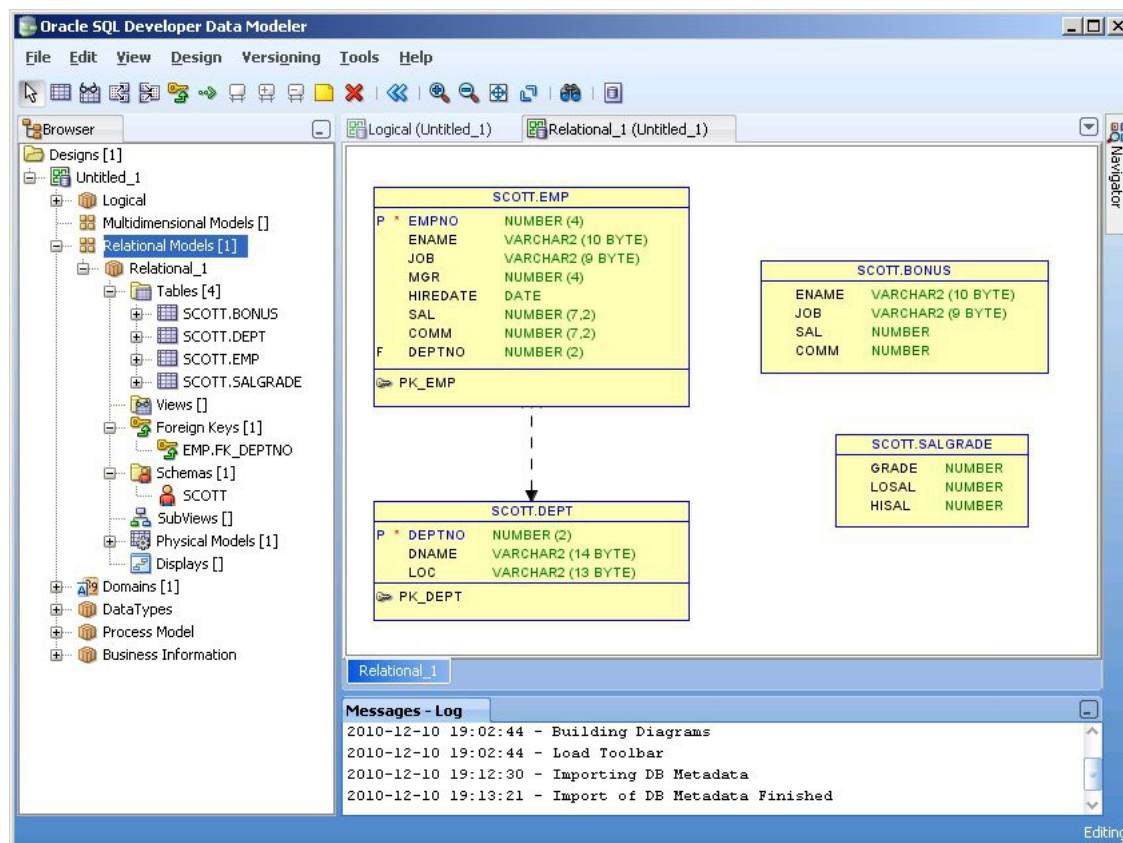 Oracle SQL Developer Data Modeler
File Edit View Design Versioning Tools Help
Browser
Designs [1]
Untitled_1
Logical
Multidimensional Models []
Relational Models [1]
Relational_1
Tables [4]
SCOTT.BONUS
SCOTT.DEPT
SCOTT.EMP
SCOTT.SALGRADE
Views []
Foreign Keys [1]
EMP.FK_DEPTNO
Schemas [1]
SCOTT
SubViews []
Physical Models [1]
Displays []
Domains [1]
DataTypes
Process Model
Business Information
Logical (Untitled_1) Relational_1 (Untitled_1)
SCOTT.EMP
P * EMPNO NUMBER (4)
ENAME VARCHAR2 (10 BYTE)
JOB VARCHAR2 (9 BYTE)
MGR NUMBER (4)
HIREDATE DATE
SAL NUMBER (7,2)
COMM NUMBER (7,2)
F DEPTNO NUMBER (2)
PK_EMP
SCOTT.BONUS
ENAME VARCHAR2 (10 BYTE)
JOB VARCHAR2 (9 BYTE)
SAL NUMBER
COMM NUMBER
SCOTT.SALGRADE
GRADE NUMBER
LOSAL NUMBER
HISAL NUMBER
SCOTT.DEPT
P * DEPTNO NUMBER (2)
DNAME VARCHAR2 (14 BYTE)
LOC VARCHAR2 (13 BYTE)
PK_DEPT
Relational_1
Navigator
Messages - Log
2010-12-10 19:02:44 - Building Diagrams
2010-12-10 19:02:44 - Load Toolbar
2010-12-10 19:12:30 - Importing DB Metadata
2010-12-10 19:13:21 - Import of DB Metadata Finished
Editing